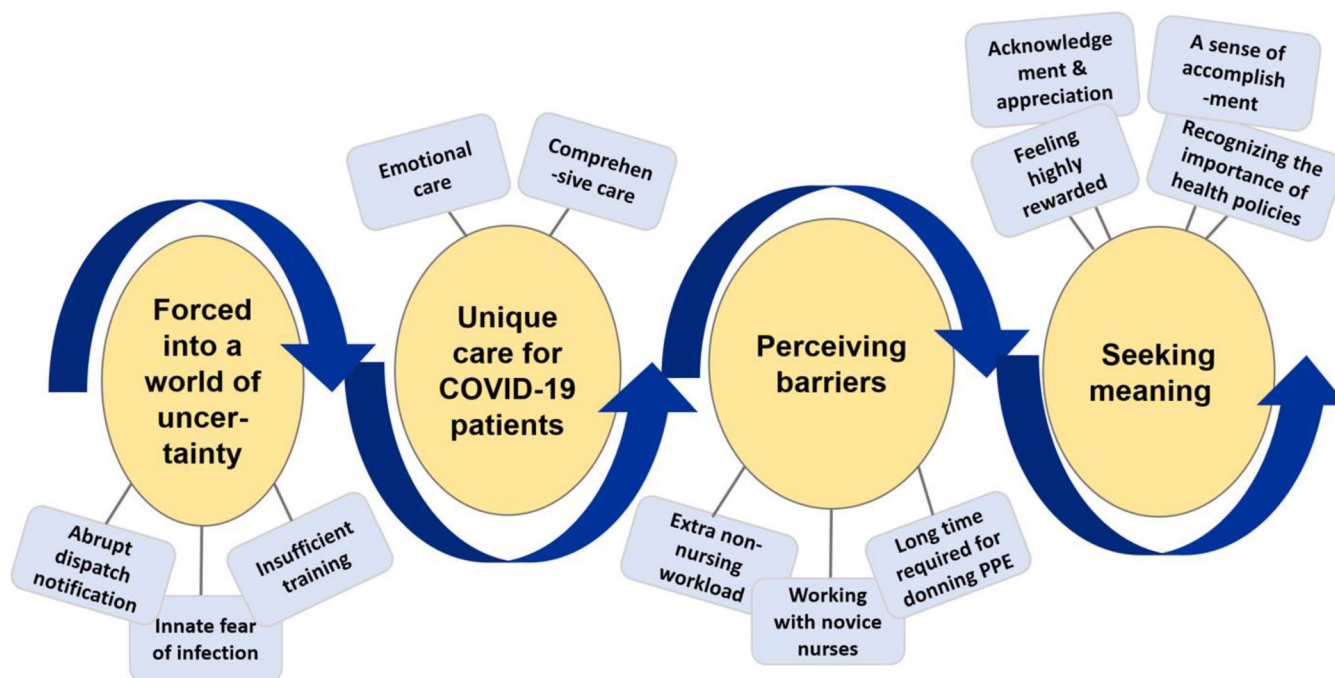 Forced
into a
world of
uncer-
tainty
Abrupt
dispatch
notification
Innate fear
of infection
Insufficient
training
Emotional
care
Comprehen
-sive care
Unique
care for
COVID-19
patients
Perceiving
barriers
Extra non-
nursing
workload
Working
with novice
nurses
Long time
required for
donning PPE
Acknowledge
ment &
appreciation
A sense of
accomplish
-ment
Feeling
highly
rewarded
Recognizing the
importance of
health policies
Seeking
meaning